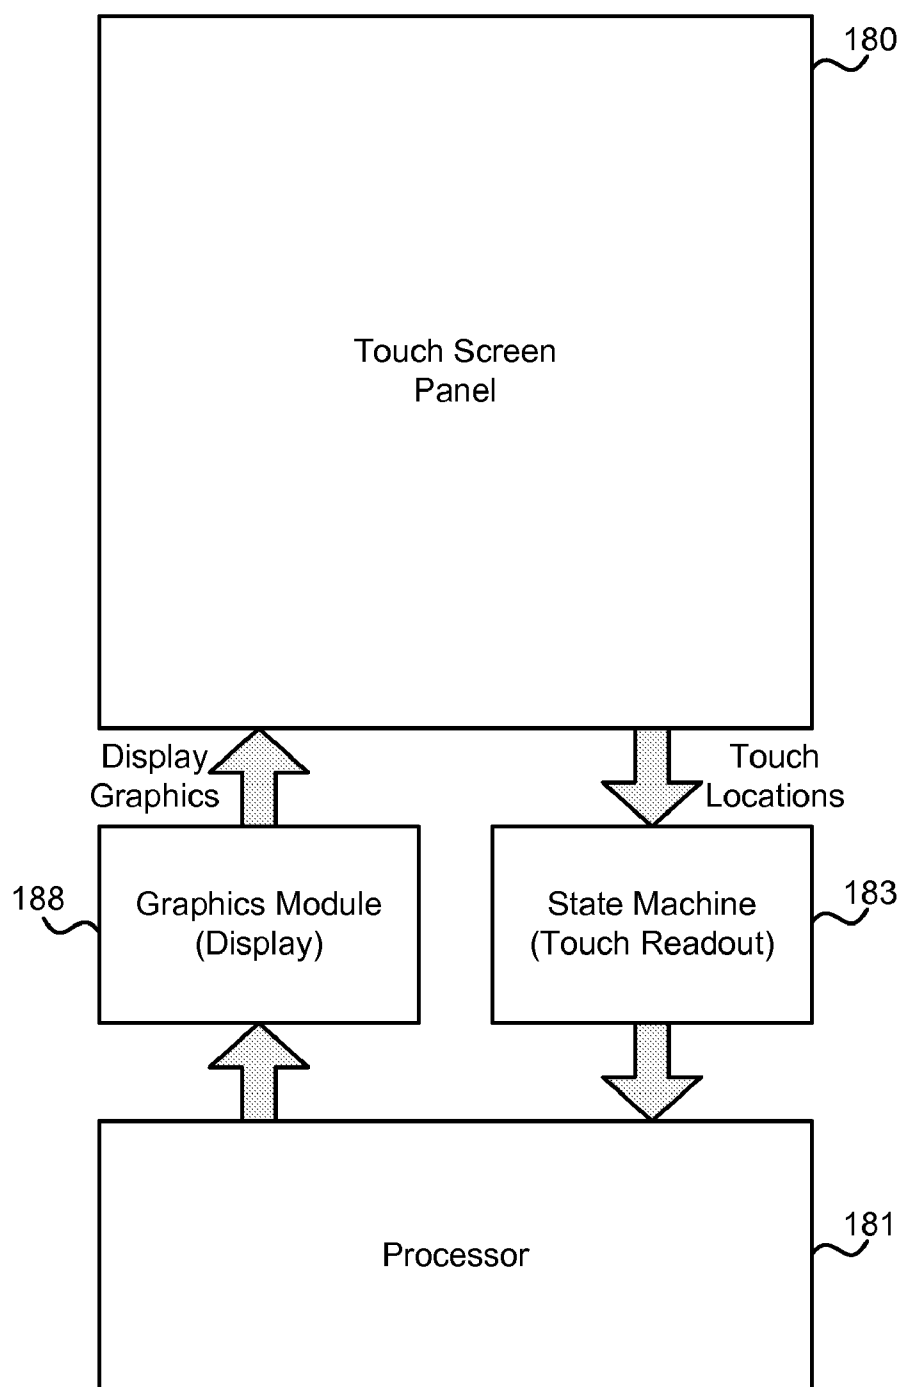 180
Touch Screen
Panel
Display
Graphics
Touch
Locations
188
Graphics Module
(Display)
State Machine
(Touch Readout)
183
Processor
181